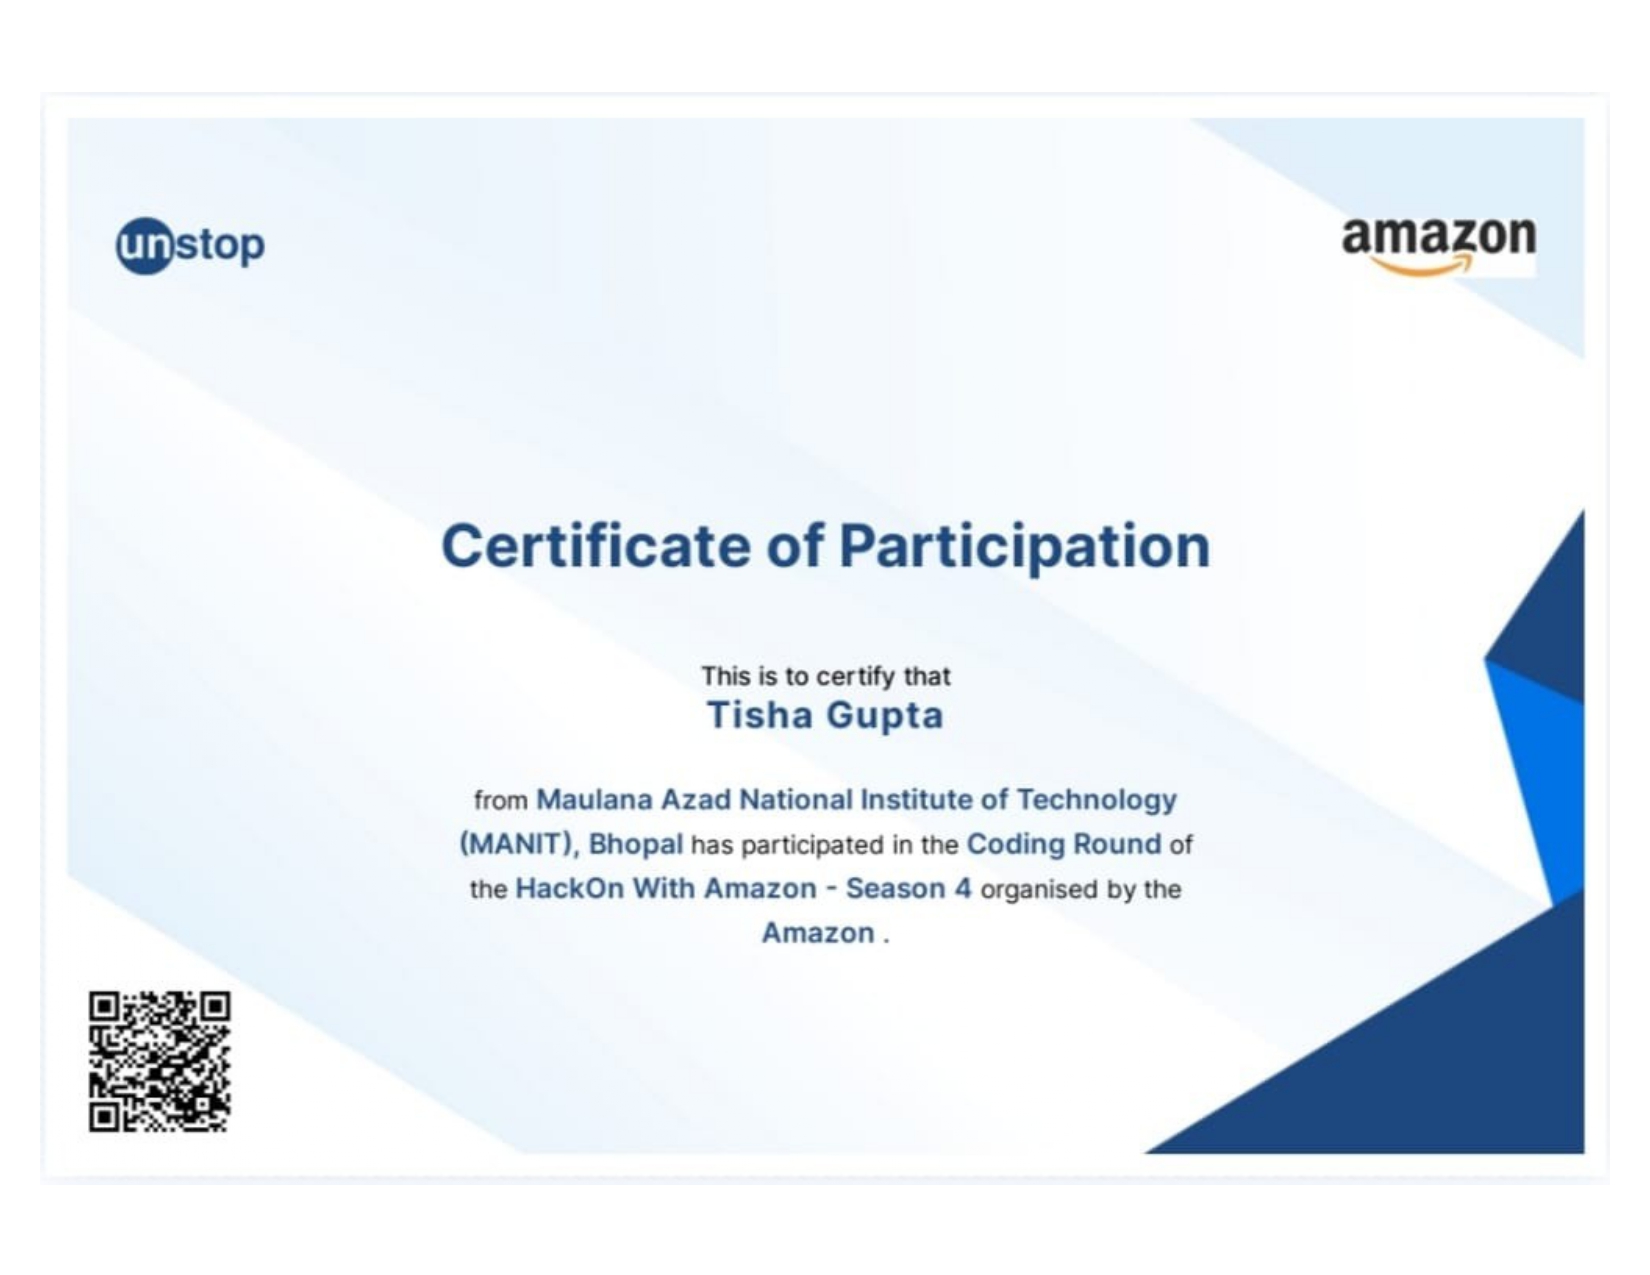 unstop
amazon
Certificate of Participation
This is to certify that
Tisha Gupta
from Maulana Azad National Institute of Technology
(MANIT), Bhopal has participated in the Coding Round of
the HackOn With Amazon - Season 4 organised by the
Amazon .